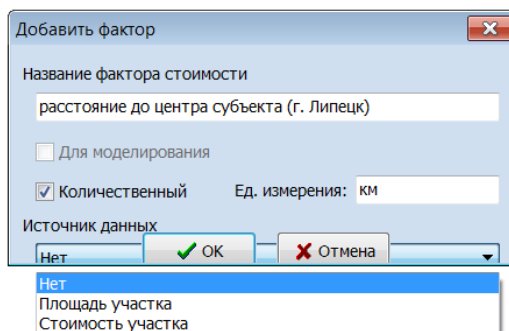 Добавить фактор
Название фактора стоимости
расстояние до центра субъекта (г. Липецк)
Для моделирования
Количественный Ед. измерения: км
Источник данных
Нет OK Отмена
Нет
Площадь участка
Стоимость участка